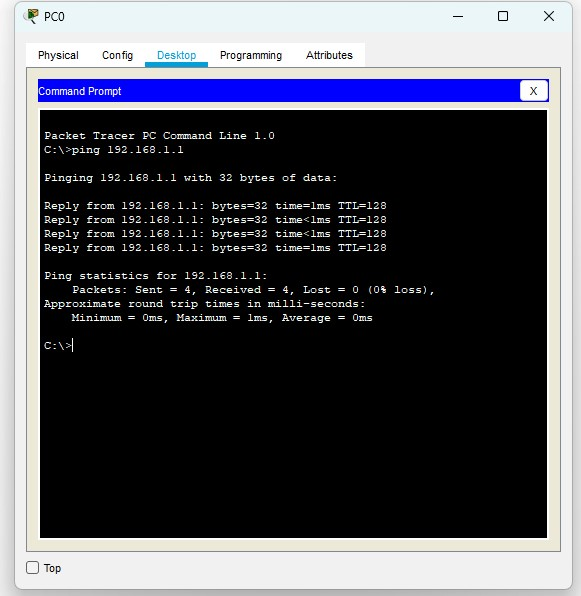 PC0
Physical Config Desktop Programming Attributes
Command Prompt
X
Packet Tracer PC Command Line 1.0
C:\>ping 192.168.1.1
Pinging 192.168.1.1 with 32 bytes of data:
Reply from 192.168.1.1: bytes=32 time=1ms TTL=128
Reply from 192.168.1.1: bytes=32 time<1ms TTL=128
Reply from 192.168.1.1: bytes=32 time<1ms TTL=128
Reply from 192.168.1.1: bytes=32 time=1ms TTL=128
Ping statistics for 192.168.1.1:
Packets: Sent = 4, Received = 4, Lost = 0 (0% loss),
Approximate round trip times in milli-seconds:
Minimum = 0ms, Maximum = 1ms, Average = 0ms
C:\>
Top